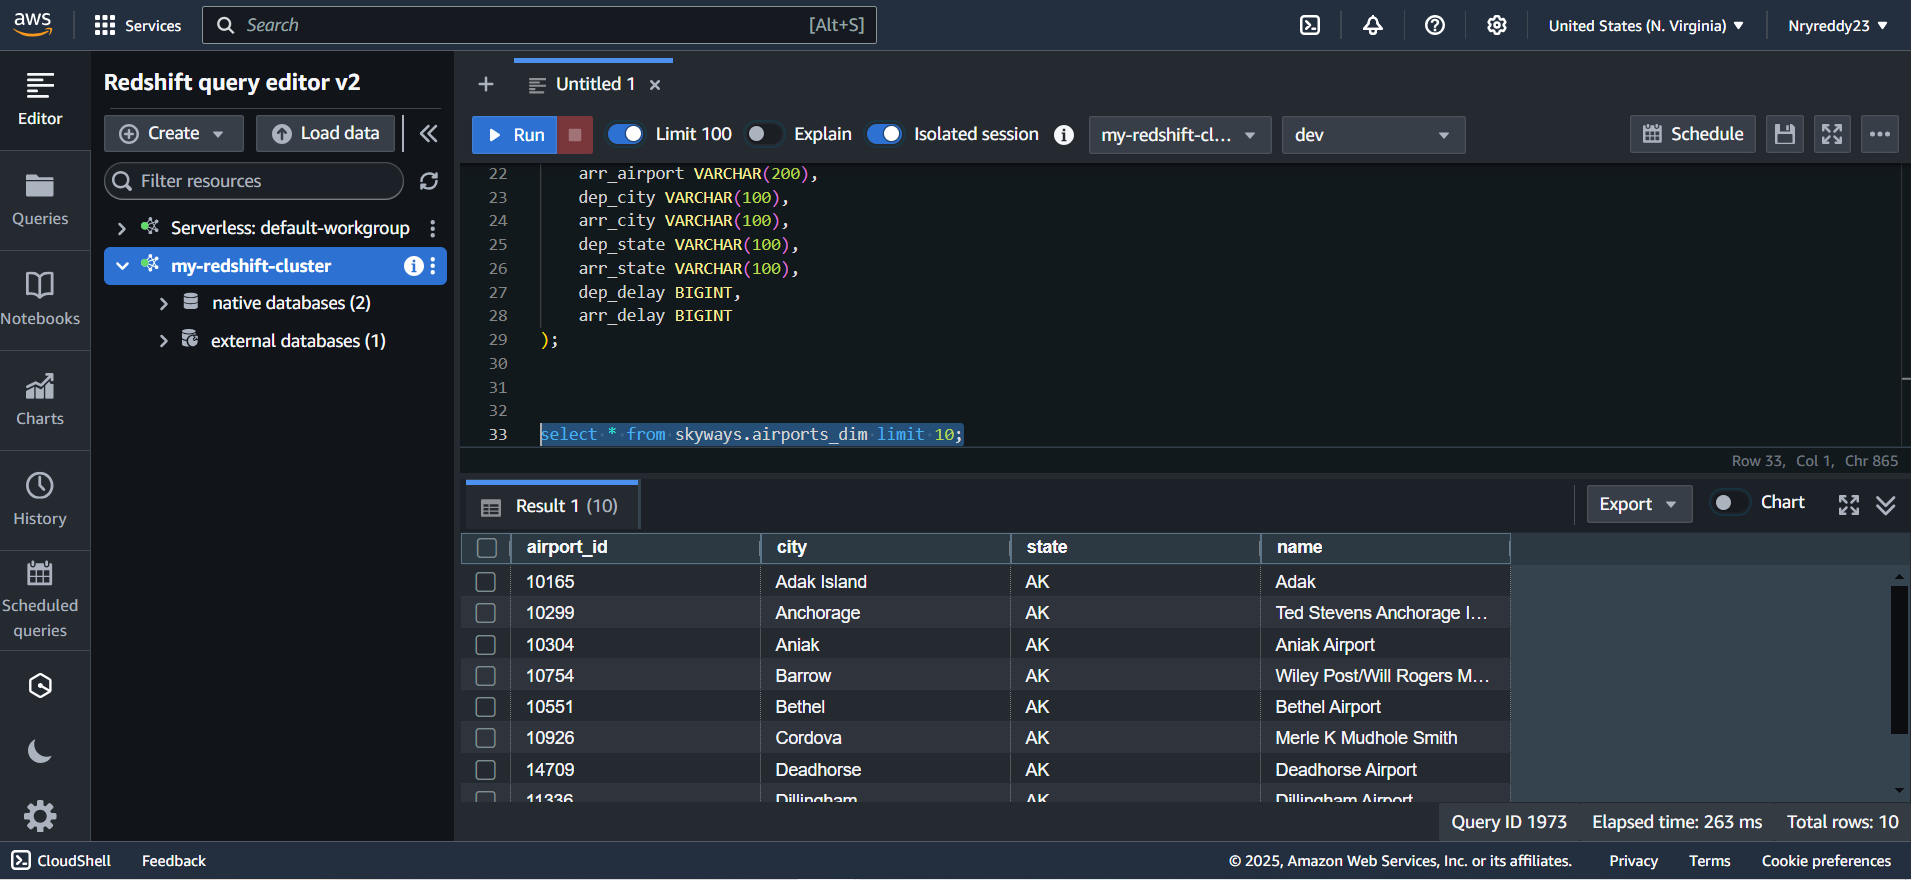 aws Services Search [Alt+S] United States (N. Virginia) Nryreddy23
Editor
Queries
Notebooks
Charts
History
Scheduled
queries
Redshift query editor v2
Create Load data
Filter resources
Serverless: default-workgroup
my-redshift-cluster
native databases (2)
external databases (1)
+ Untitled 1 ×
Run Limit 100 Explain Isolated session my-redshift-cl... dev Schedule
22 arr_airport VARCHAR(200),
23 dep_city VARCHAR(100),
24 arr_city VARCHAR(100),
25 dep_state VARCHAR(100),
26 arr_state VARCHAR(100),
27 dep_delay BIGINT,
28 arr_delay BIGINT
29 );
30
31
32
33 select * from skyways.airports_dim limit 10;
Row 33, Col 1, Chr 865
Result 1 (10) Export Chart
airport_id city state name
10165 Adak Island AK Adak
10299 Anchorage AK Ted Stevens Anchorage I...
10304 Aniak AK Aniak Airport
10754 Barrow AK Wiley Post/Will Rogers M...
10551 Bethel AK Bethel Airport
10926 Cordova AK Merle K Mudhole Smith
14709 Deadhorse AK Deadhorse Airport
11336 Dillingham AK Dillingham Airport
Query ID 1973 Elapsed time: 263 ms Total rows: 10
CloudShell Feedback © 2025, Amazon Web Services, Inc. or its affiliates. Privacy Terms Cookie preferences